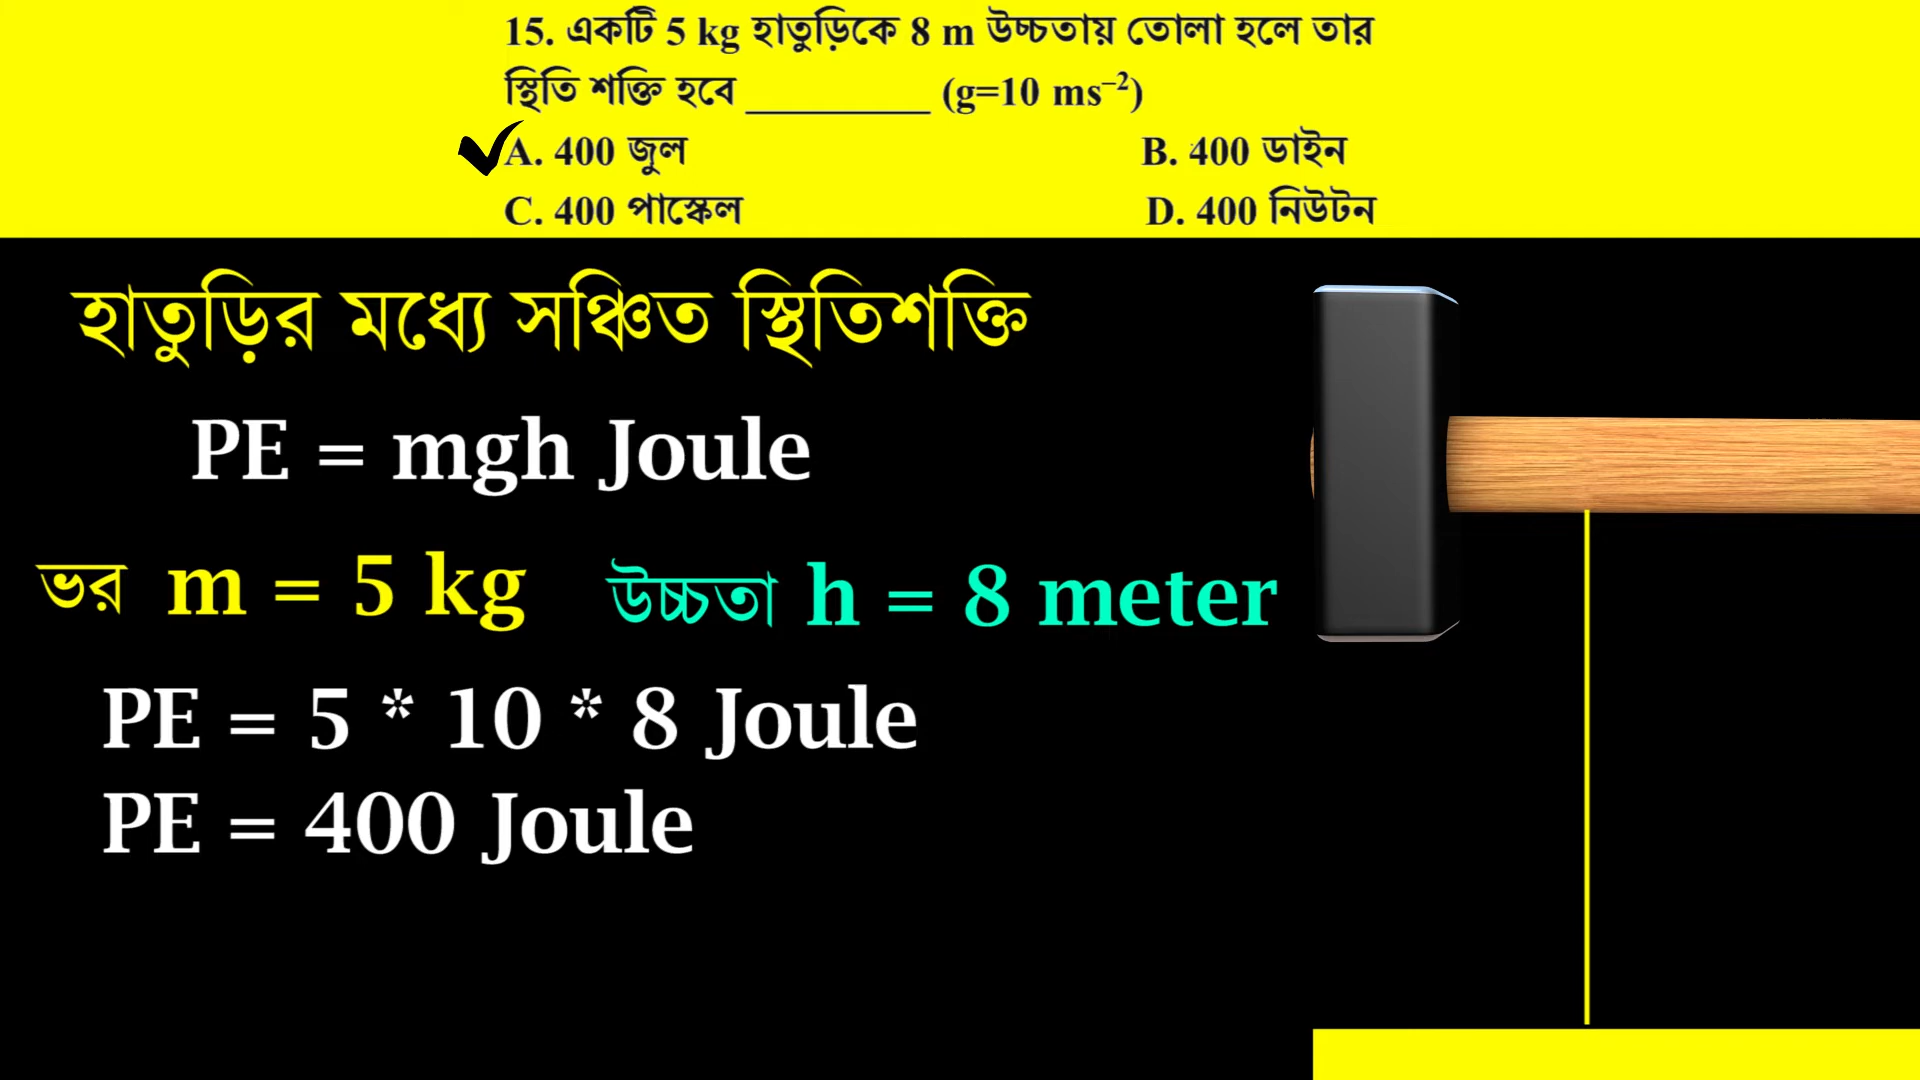 15. একটি 5 kg হাতুড়িকে 8 m উচ্চতায় তোলা হলে তার
স্থিতি শক্তি হবে _________ (g=10 ms⁻²)
A. 400 জুল B. 400 ডাইন
C. 400 পাস্কেল D. 400 নিউটন
হাতুড়ির মধ্যে সঞ্চিত স্থিতিশক্তি
PE = mgh Joule
ভর m = 5 kg উচ্চতা h = 8 meter
PE = 5 * 10 * 8 Joule
PE = 400 Joule